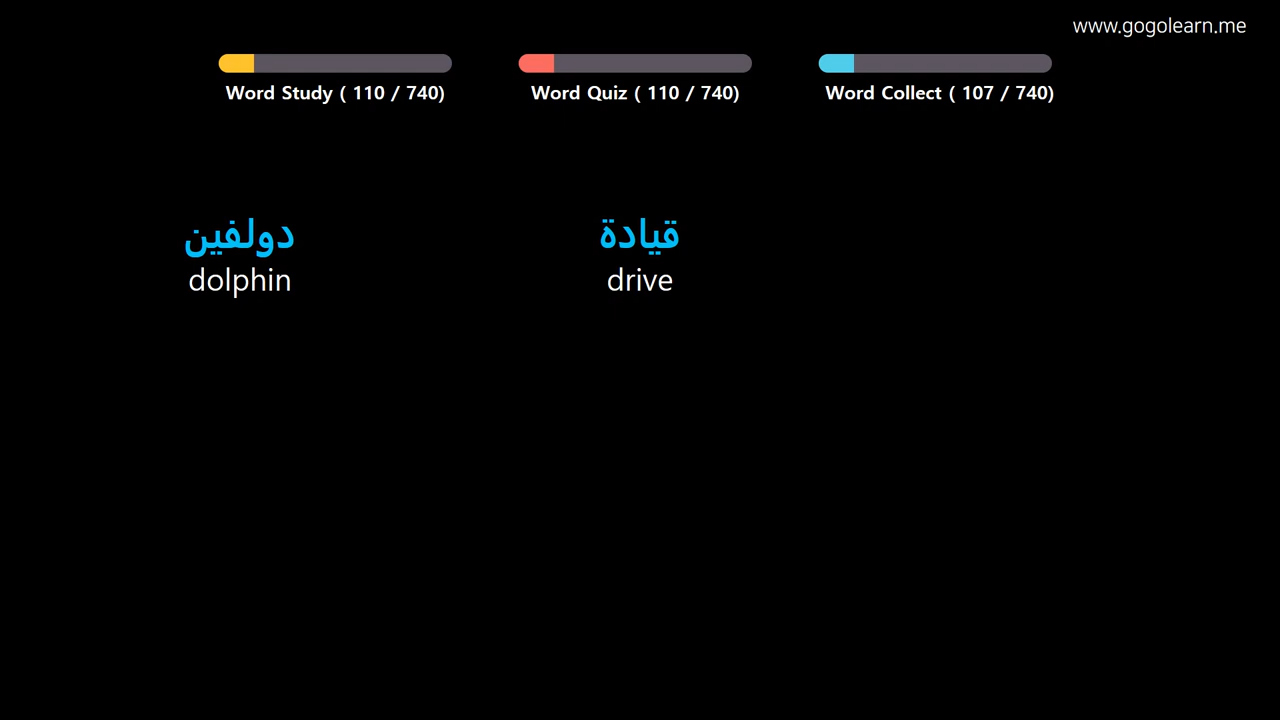 www.gogolearn.me
Word Study ( 110 / 740)
Word Quiz ( 110 / 740)
Word Collect ( 107 / 740)
دولفين
dolphin
قيادة
drive